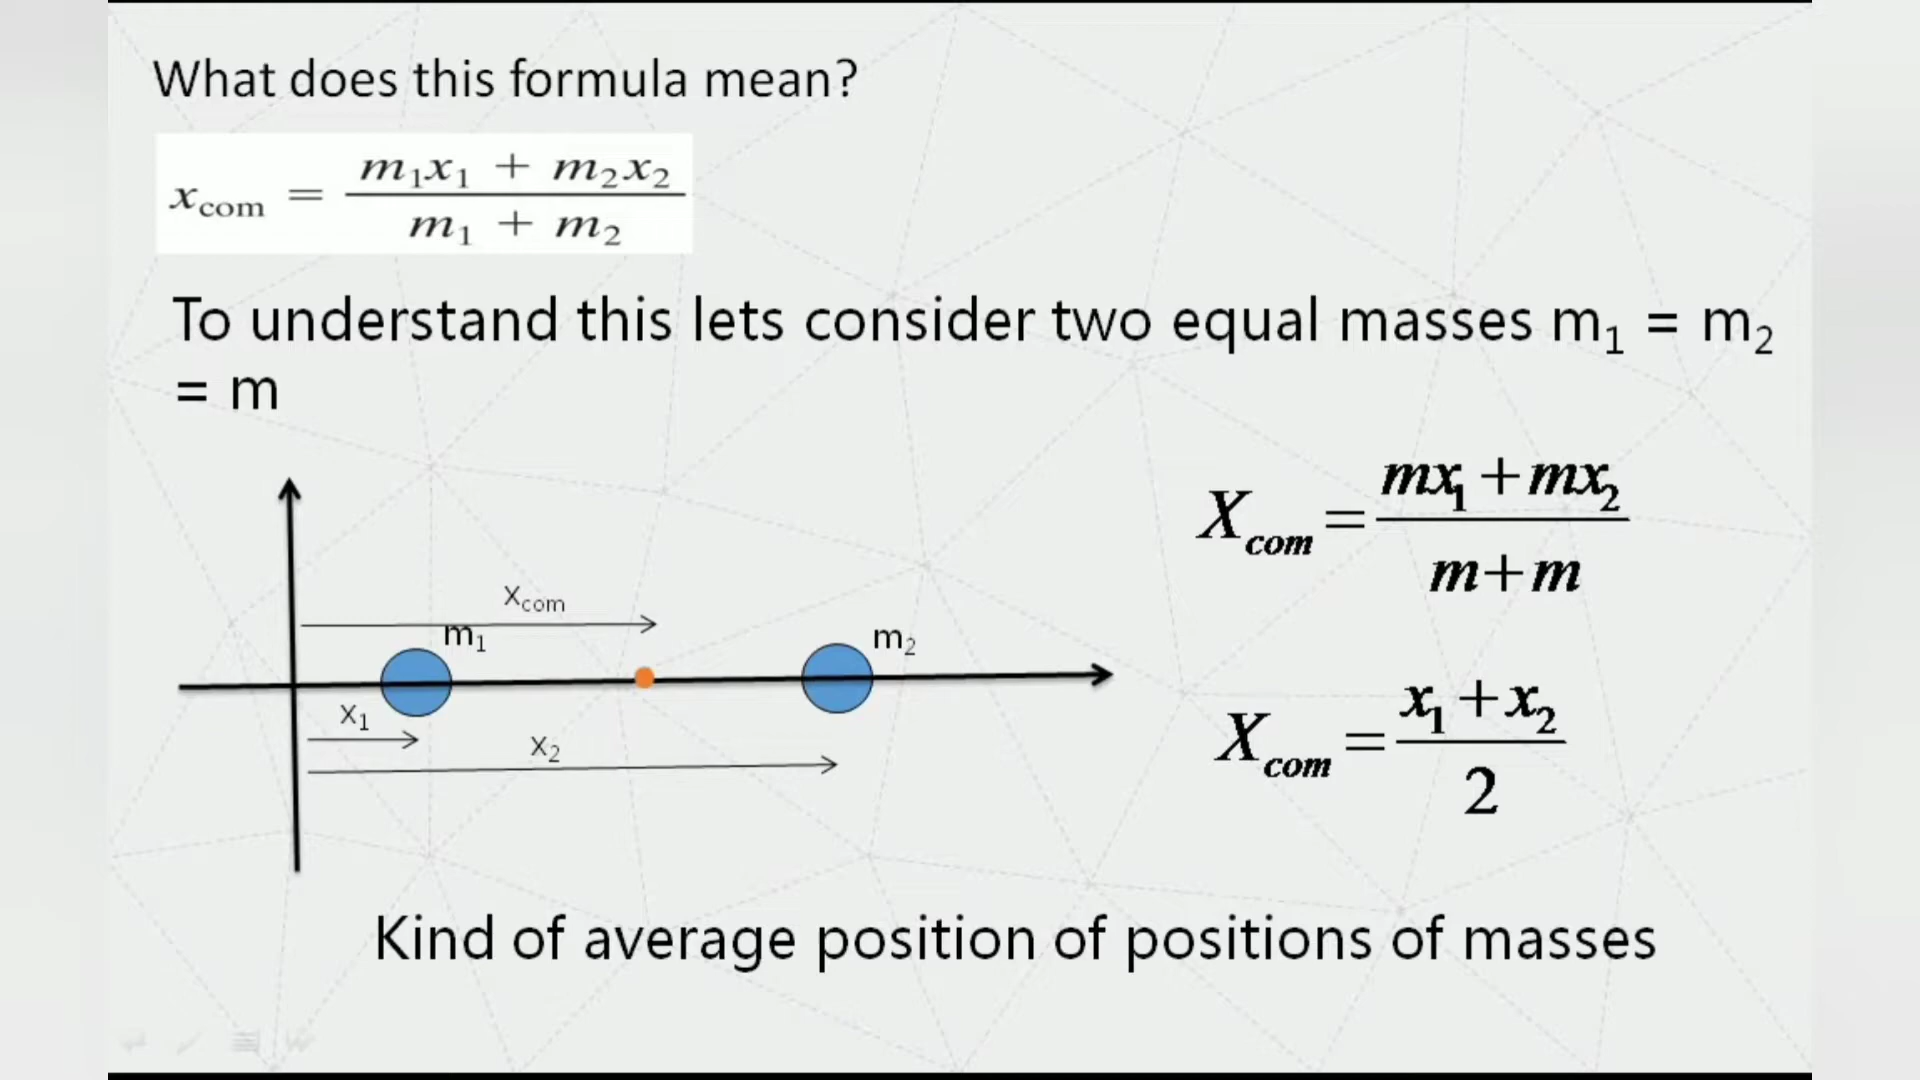 What does this formula mean?
x_com = (m₁x₁ + m₂x₂) / (m₁ + m₂)
To understand this lets consider two equal masses m₁ = m₂
= m
X_com = (mx₁ + mx₂) / (m + m)
x_com
m₁
m₂
x₁
x₂
X_com = (x₁ + x₂) / 2
Kind of average position of positions of masses